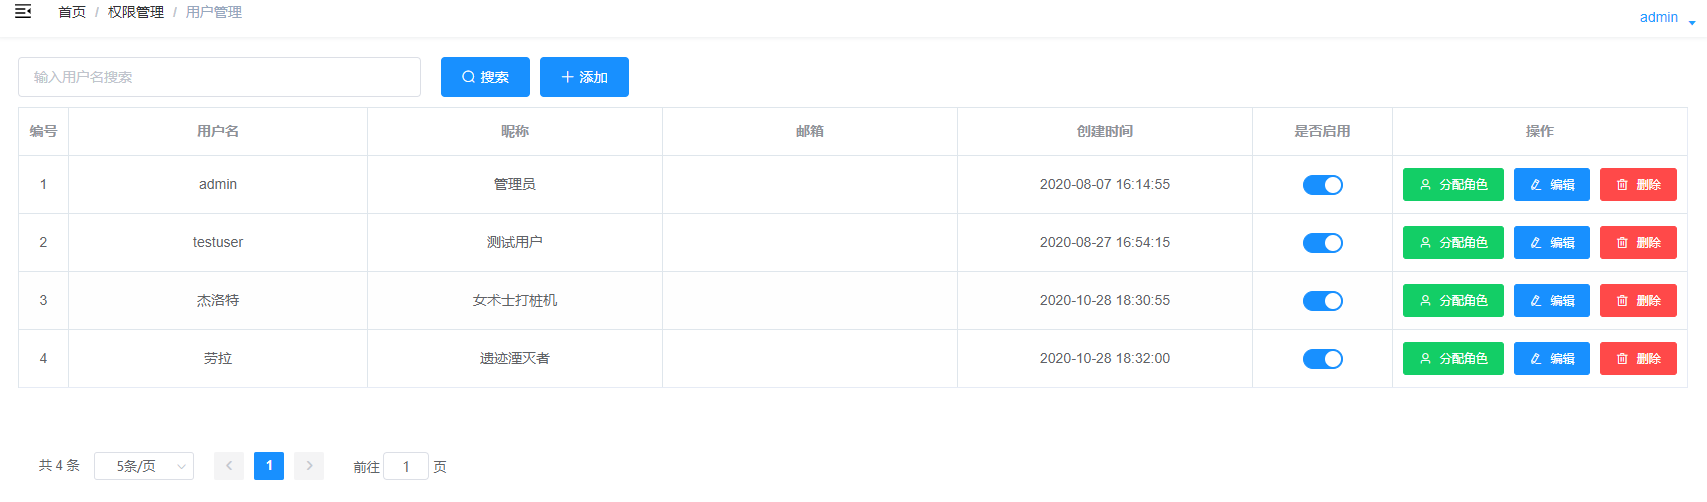 首页 / 权限管理 / 用户管理
admin
输入用户名搜索 搜索 添加
编号 用户名 昵称 邮箱 创建时间 是否启用 操作
1 admin 管理员 2020-08-07 16:14:55 分配角色 编辑 删除
2 testuser 测试用户 2020-08-27 16:54:15 分配角色 编辑 删除
3 杰洛特 女术士打桩机 2020-10-28 18:30:55 分配角色 编辑 删除
4 劳拉 遗迹湮灭者 2020-10-28 18:32:00 分配角色 编辑 删除
共 4 条 5条/页 1 前往 1 页